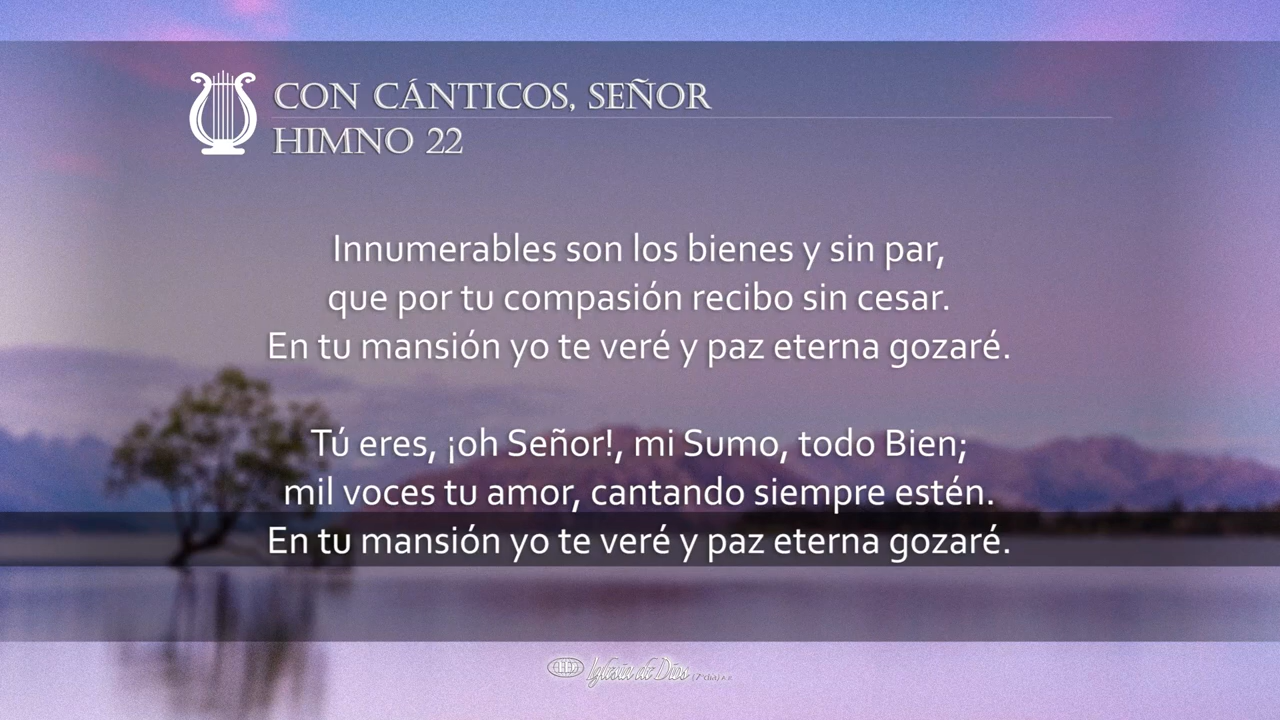 CON CÁNTICOS, SEÑOR
HIMNO 22
Innumerables son los bienes y sin par,
que por tu compasión recibo sin cesar.
En tu mansión yo te veré y paz eterna gozaré.
Tú eres, ¡oh Señor!, mi Sumo, todo Bien;
mil voces tu amor, cantando siempre estén.
En tu mansión yo te veré y paz eterna gozaré.
Iglesia de Dios